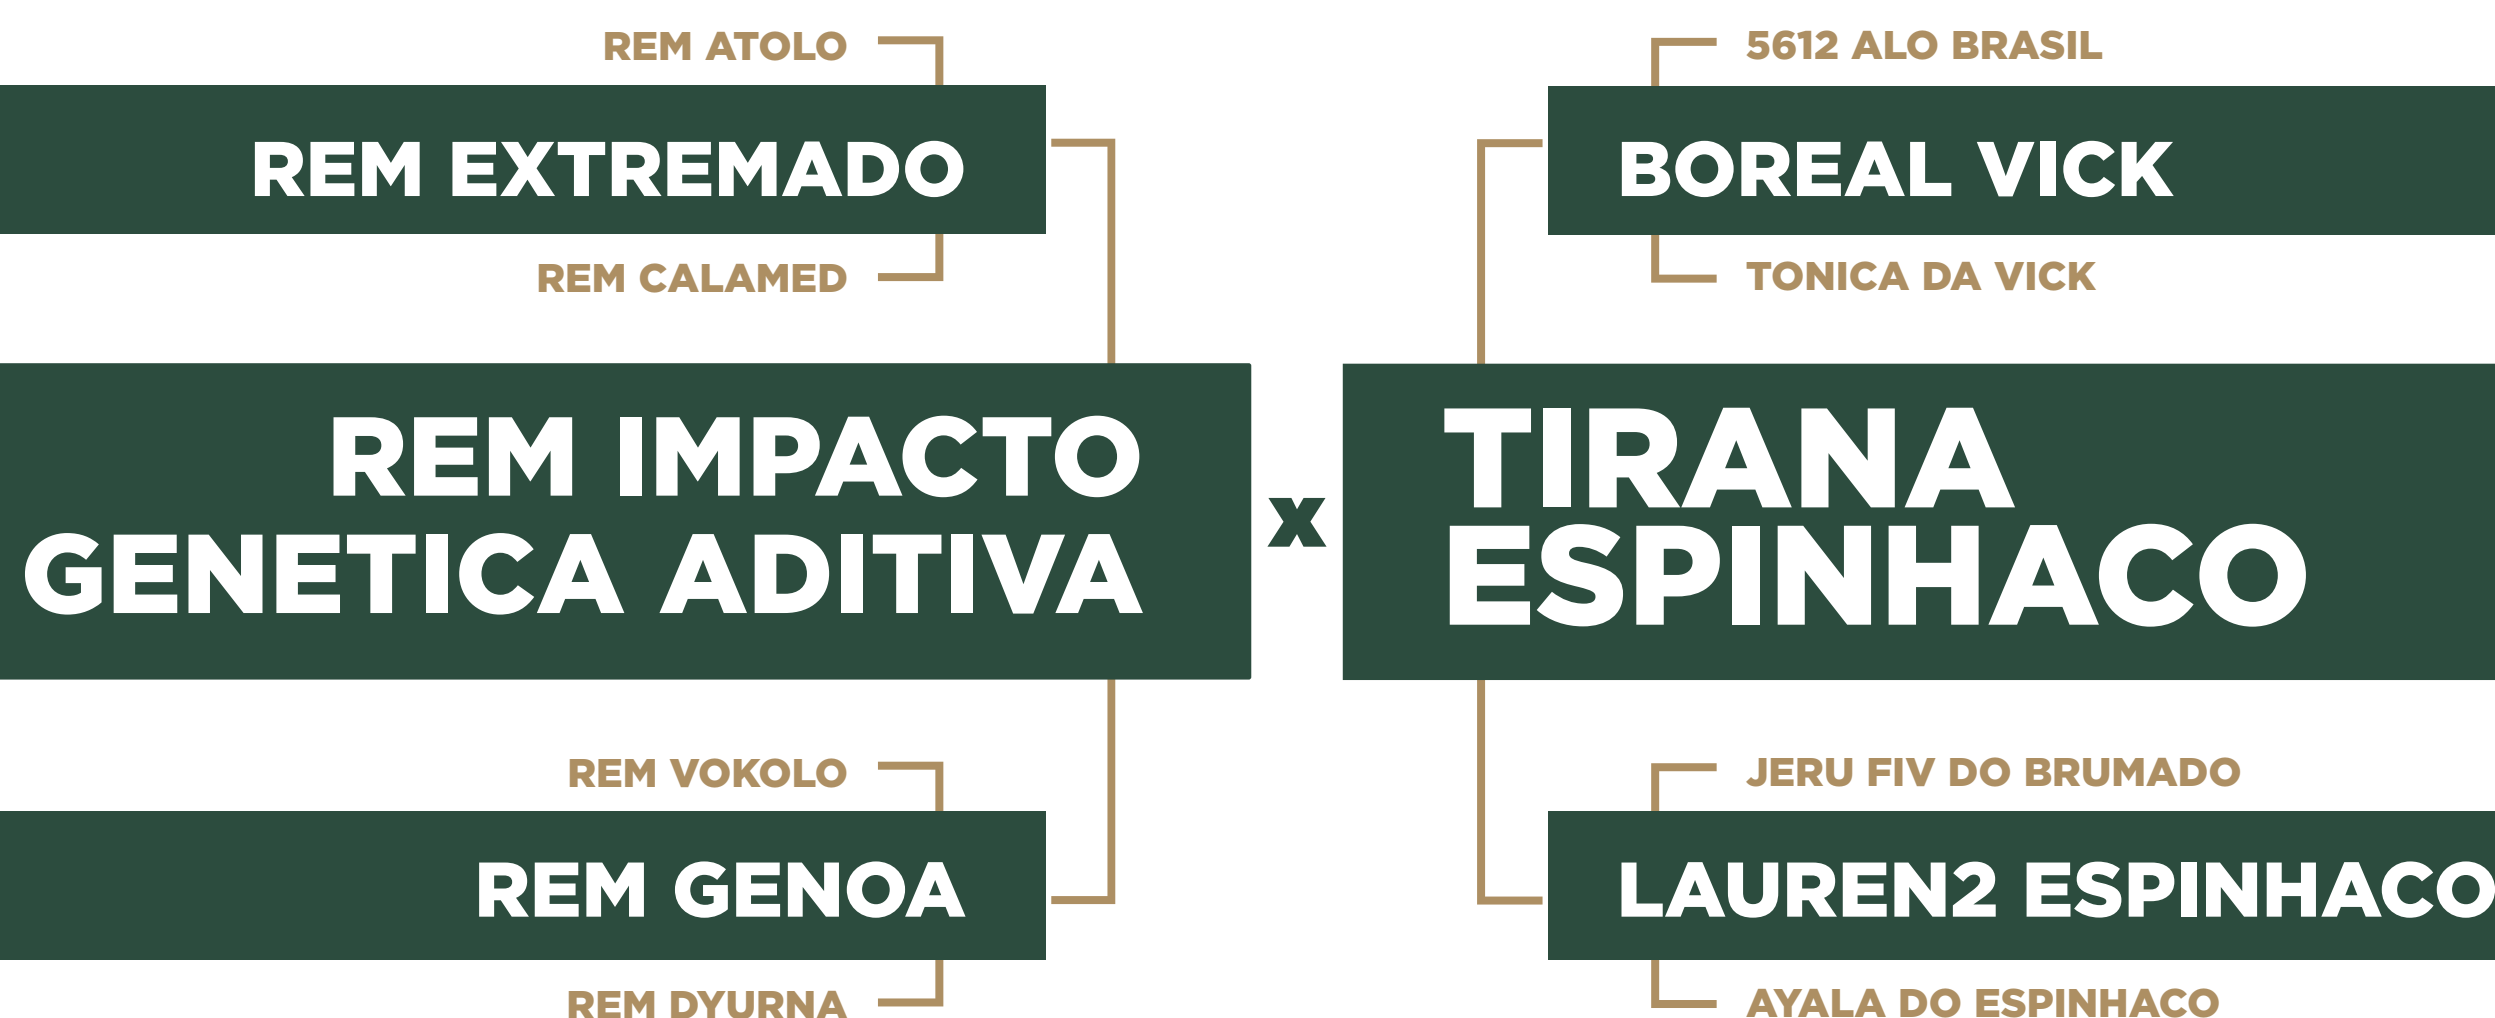 REM ATOLO
REM EXTREMADO
REM CALAMED
REM IMPACTO
GENETICA ADITIVA
REM VOKOLO
REM GENOA
REM DYURNA
x
5612 ALO BRASIL
BOREAL VICK
TONICA DA VICK
TIRANA
ESPINHACO
JERU FIV DO BRUMADO
LAUREN2 ESPINHACO
AYALA DO ESPINHACO